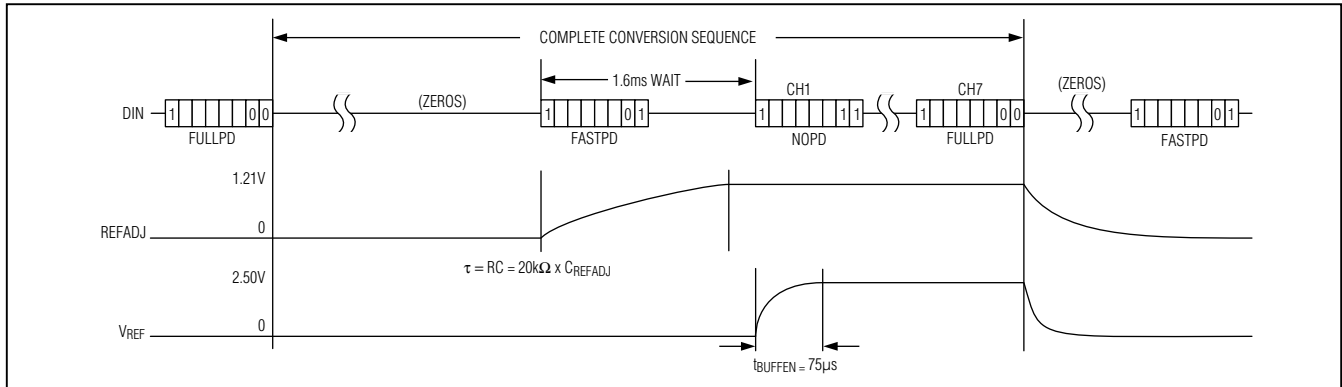 COMPLETE CONVERSION SEQUENCE
1.6ms WAIT
(ZEROS) CH1 CH7 (ZEROS)
DIN 1 0 0 1 0 1 1 1 1 1 0 0 1 0 1
FULLPD FASTPD NOPD FULLPD FASTPD
1.21V
REFADJ 0
τ = RC = 20kΩ x CREFADJ
2.50V
VREF 0
tBUFFEN = 75µs